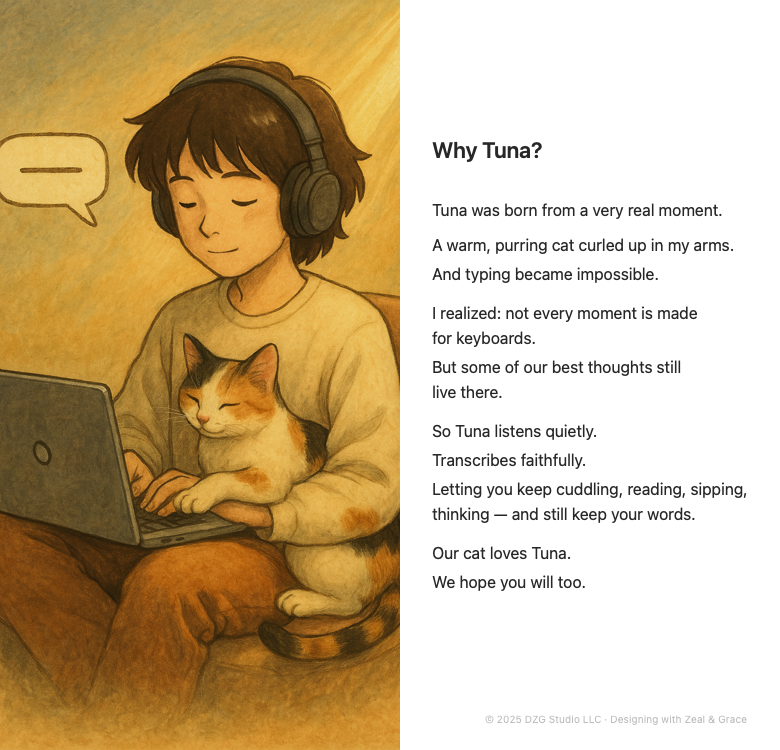 Why Tuna?
Tuna was born from a very real moment.
A warm, purring cat curled up in my arms.
And typing became impossible.
I realized: not every moment is made
for keyboards.
But some of our best thoughts still
live there.
So Tuna listens quietly.
Transcribes faithfully.
Letting you keep cuddling, reading, sipping,
thinking — and still keep your words.
Our cat loves Tuna.
We hope you will too.
© 2025 DZG Studio LLC · Designing with Zeal & Grace